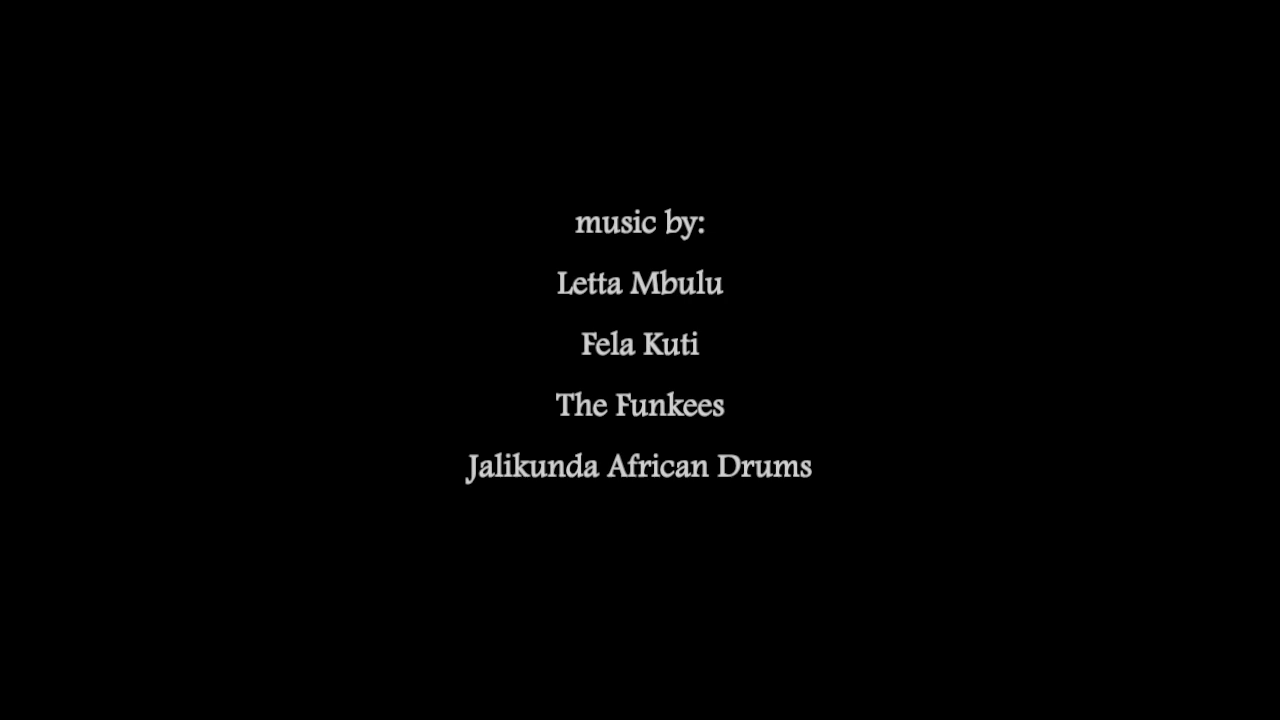 music by:
Letta Mbulu
Fela Kuti
The Funkees
Jalikunda African Drums